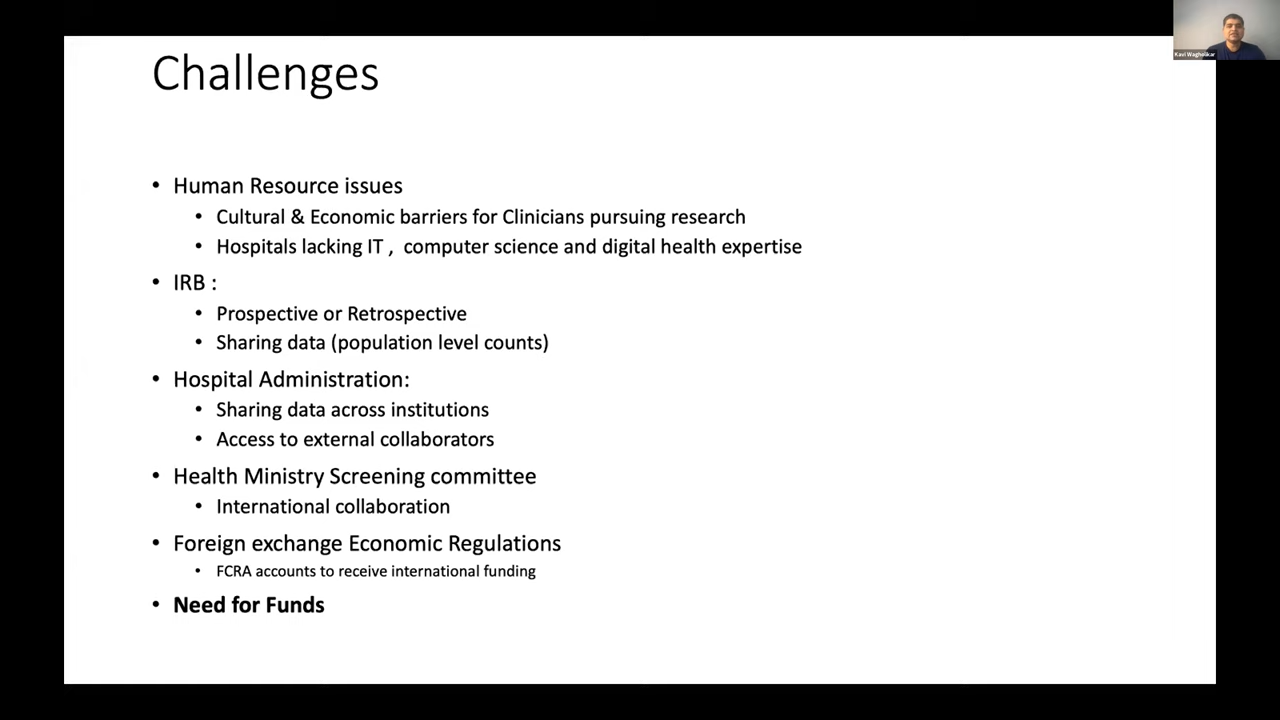 Challenges
Kavi Wagholikar
• Human Resource issues
• Cultural & Economic barriers for Clinicians pursuing research
• Hospitals lacking IT , computer science and digital health expertise
• IRB :
• Prospective or Retrospective
• Sharing data (population level counts)
• Hospital Administration:
• Sharing data across institutions
• Access to external collaborators
• Health Ministry Screening committee
• International collaboration
• Foreign exchange Economic Regulations
• FCRA accounts to receive international funding
• Need for Funds